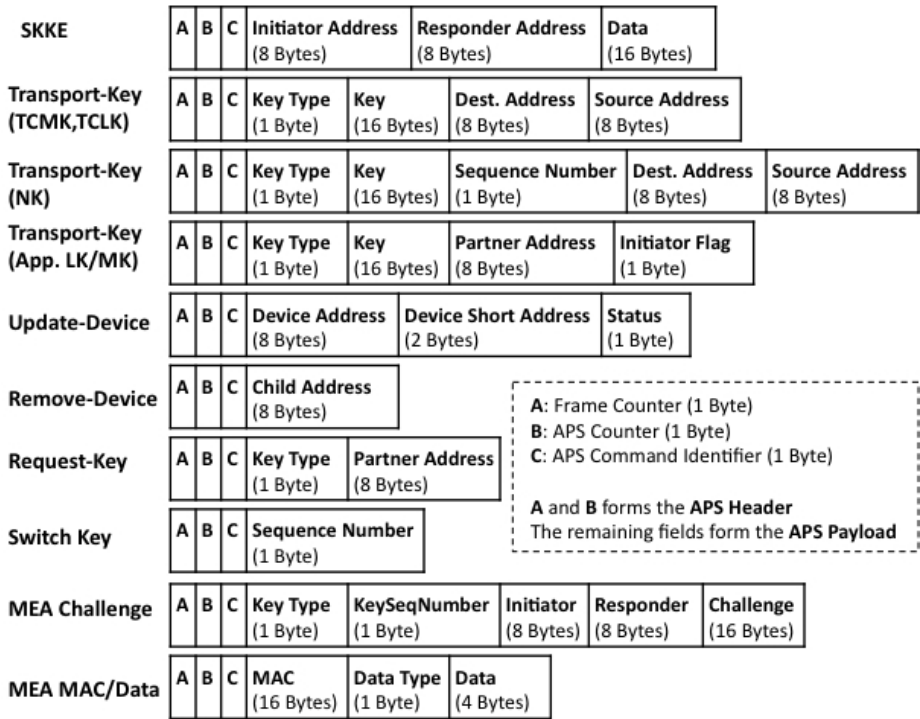 SKKE
A B C Initiator Address Responder Address Data
(8 Bytes) (8 Bytes) (16 Bytes)
Transport-Key
(TCMK,TCLK)
A B C Key Type Key Dest. Address Source Address
(1 Byte) (16 Bytes) (8 Bytes) (8 Bytes)
Transport-Key
(NK)
A B C Key Type Key Sequence Number Dest. Address Source Address
(1 Byte) (16 Bytes) (1 Byte) (8 Bytes) (8 Bytes)
Transport-Key
(App. LK/MK)
A B C Key Type Key Partner Address Initiator Flag
(1 Byte) (16 Bytes) (8 Bytes) (1 Byte)
Update-Device
A B C Device Address Device Short Address Status
(8 Bytes) (2 Bytes) (1 Byte)
Remove-Device
A B C Child Address
(8 Bytes)
Request-Key
A B C Key Type Partner Address
(1 Byte) (8 Bytes)
Switch Key
A B C Sequence Number
(1 Byte)
A: Frame Counter (1 Byte)
B: APS Counter (1 Byte)
C: APS Command Identifier (1 Byte)
A and B forms the APS Header
The remaining fields form the APS Payload
MEA Challenge
A B C Key Type KeySeqNumber Initiator Responder Challenge
(1 Byte) (1 Byte) (8 Bytes) (8 Bytes) (16 Bytes)
MEA MAC/Data
A B C MAC Data Type Data
(16 Bytes) (1 Byte) (4 Bytes)